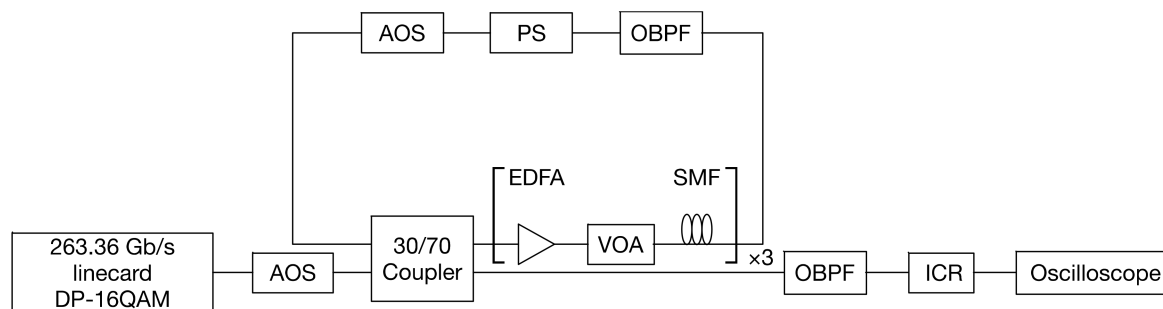 AOS
PS
OBPF
EDFA
SMF
263.36 Gb/s
linecard
DP-16QAM
AOS
30/70
Coupler
VOA
×3
OBPF
ICR
Oscilloscope